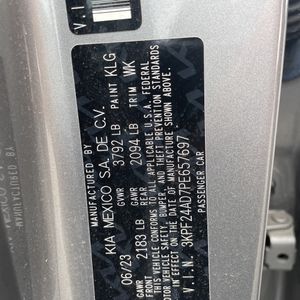 V.I
MANUFACTURED BY
KIA MEXICO S.A. DE C.V.
06/23 GVWR 3792 LB PAINT KLG
GAWR FRONT 2183 LB GAWR REAR 2094 LB TRIM WK
THIS VEHICLE CONFORMS TO ALL APPLICABLE U.S.A. FEDERAL
MOTOR VEHICLE SAFETY, BUMPER, AND THEFT PREVENTION STANDARDS
IN EFFECT ON THE DATE OF MANUFACTURE SHOWN ABOVE.
V.I.N. 3KPF24AD7PE657697
PASSENGER CAR